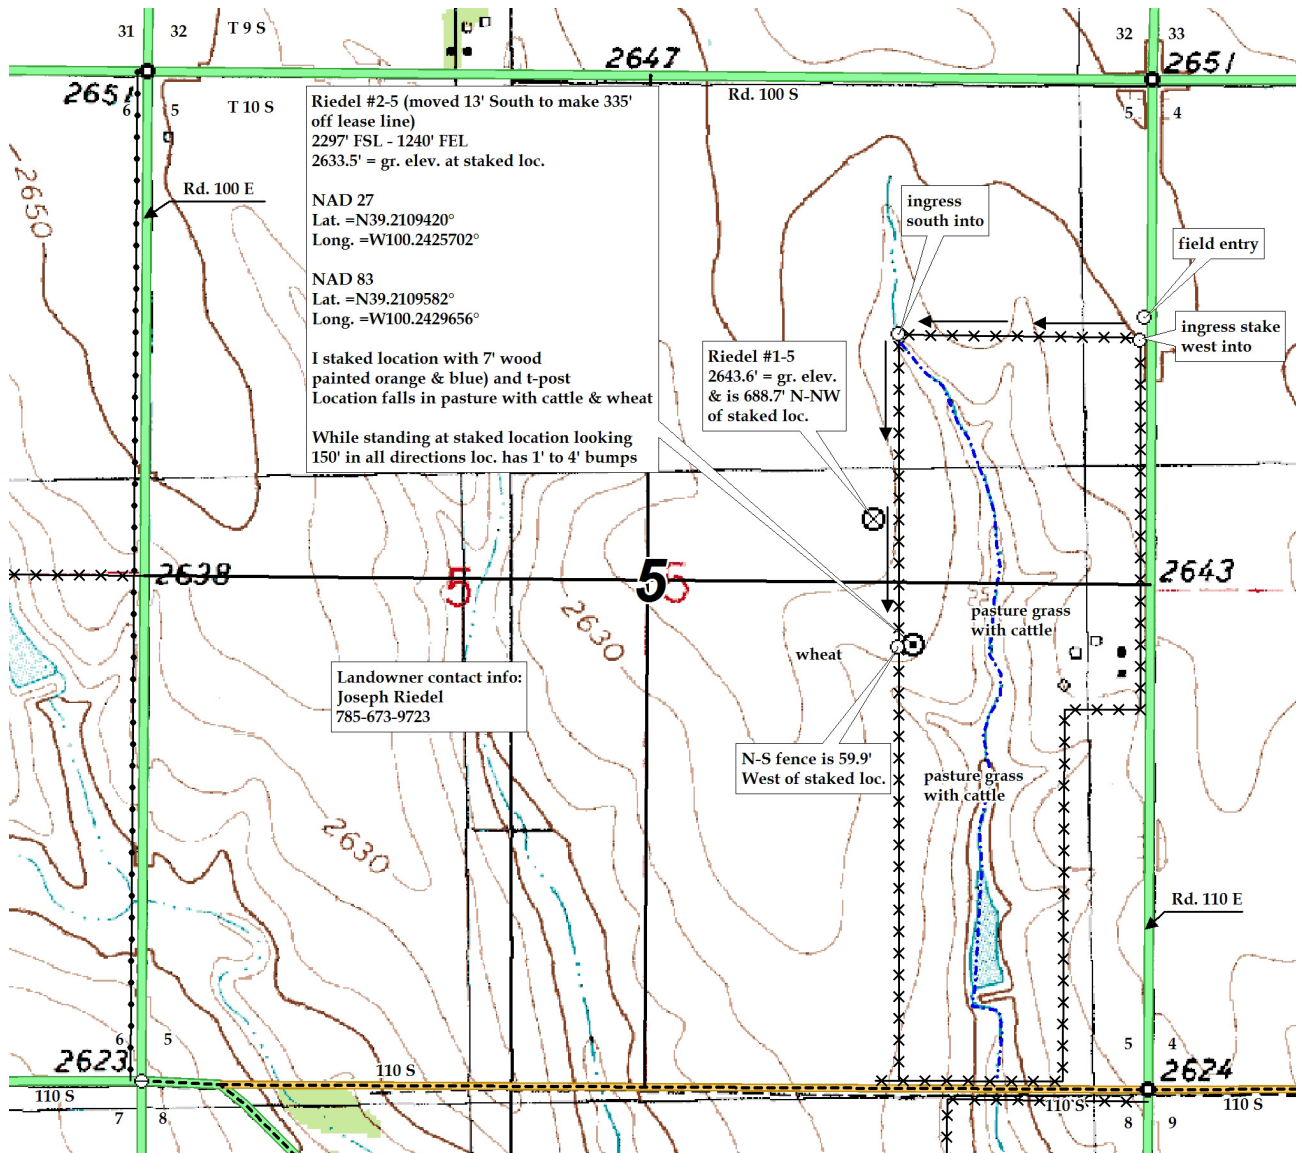 31
32
T 9 S
32
33
2647
2651
2651
6
5
T 10 S
Rd. 100 S
5
4
Riedel #2-5 (moved 13' South to make 335'
off lease line)
2297' FSL - 1240' FEL
2633.5' = gr. elev. at staked loc.
NAD 27
Lat. =N39.2109420°
Long. =W100.2425702°
NAD 83
Lat. =N39.2109582°
Long. =W100.2429656°
I staked location with 7' wood
painted orange & blue) and t-post
Location falls in pasture with cattle & wheat
While standing at staked location looking
150' in all directions loc. has 1' to 4' bumps
Rd. 100 E
2650
ingress
south into
field entry
ingress stake
west into
Riedel #1-5
2643.6' = gr. elev.
& is 688.7' N-NW
of staked loc.
2638
5
5
5
2643
2630
pasture grass
with cattle
wheat
Landowner contact info:
Joseph Riedel
785-673-9723
N-S fence is 59.9'
West of staked loc.
pasture grass
with cattle
2630
Rd. 110 E
6
5
5
4
2623
110 S
2624
110 S
110 S
110 S
7
8
8
9